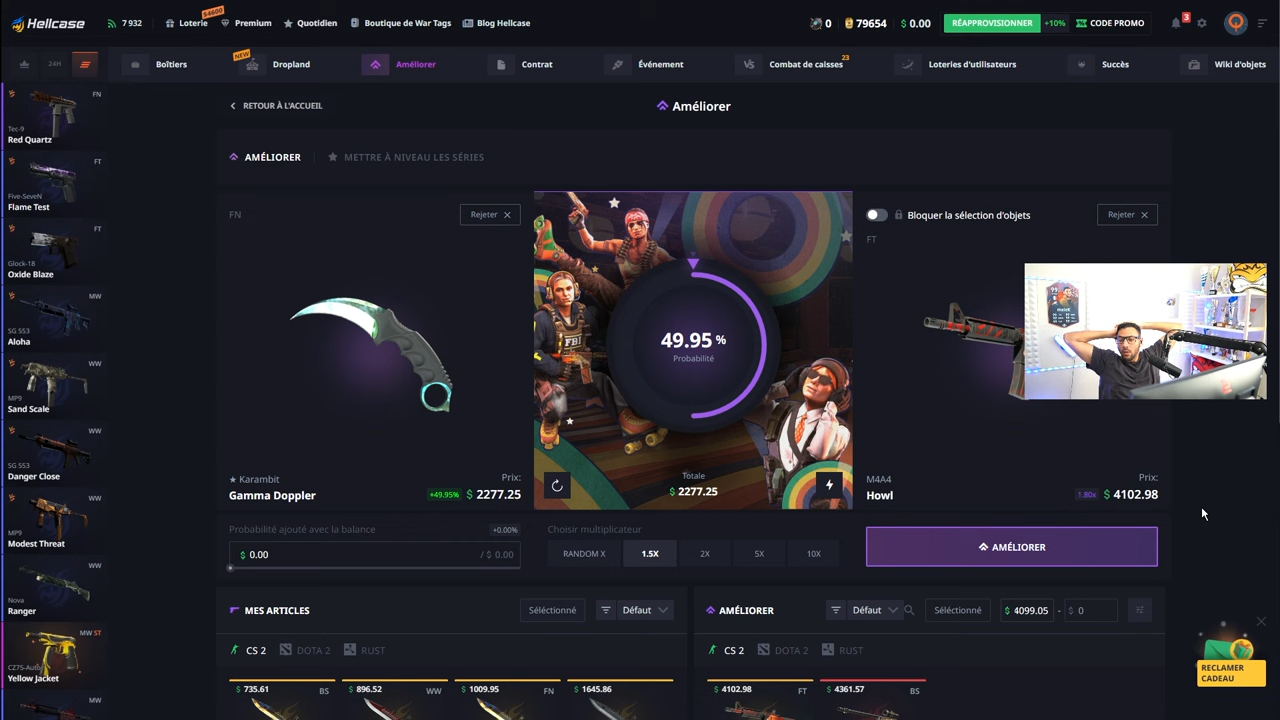 Hellcase
7 932
Loterie
$4600
Premium
Quotidien
Boutique de War Tags
Blog Hellcase
0
79654
$ 0.00
RÉAPPROVISIONNER
+10%
CODE PROMO
3
24H
Boîtiers
NEW
Dropland
Améliorer
Contrat
Événement
VS
Combat de caisses
23
Loteries d'utilisateurs
Succès
Wiki d'objets
FN
Tec-9
Red Quartz
FT
Five-SeveN
Flame Test
FT
Glock-18
Oxide Blaze
MW
SG 553
Aloha
WW
MP9
Sand Scale
WW
SG 553
Danger Close
WW
MP9
Modest Threat
WW
Nova
Ranger
MW ST
CZ75-Auto
Yellow Jacket
MW
RETOUR À L'ACCUEIL
Améliorer
AMÉLIORER
METTRE À NIVEAU LES SÉRIES
FN
Rejeter
FBI
49.95 %
Probabilité
Totale
$ 2277.25
Bloquer la sélection d'objets
Rejeter
FT
★ Karambit
Gamma Doppler
Prix:
+49.95%
$ 2277.25
M4A4
Howl
Prix:
1.80x
$ 4102.98
Probabilité ajouté avec la balance
+0.00%
$ 0.00
/ $ 0.00
Choisir multiplicateur
RANDOM X
1.5X
2X
5X
10X
AMÉLIORER
MES ARTICLES
Séléctionné
Défaut
CS 2
DOTA 2
RUST
$ 735.61
BS
$ 896.52
WW
$ 1009.95
FN
$ 1645.86
AMÉLIORER
Défaut
Séléctionné
$ 4099.05
-
$ 0
CS 2
DOTA 2
RUST
$ 4102.98
FT
$ 4361.57
BS
RECLAMER
CADEAU